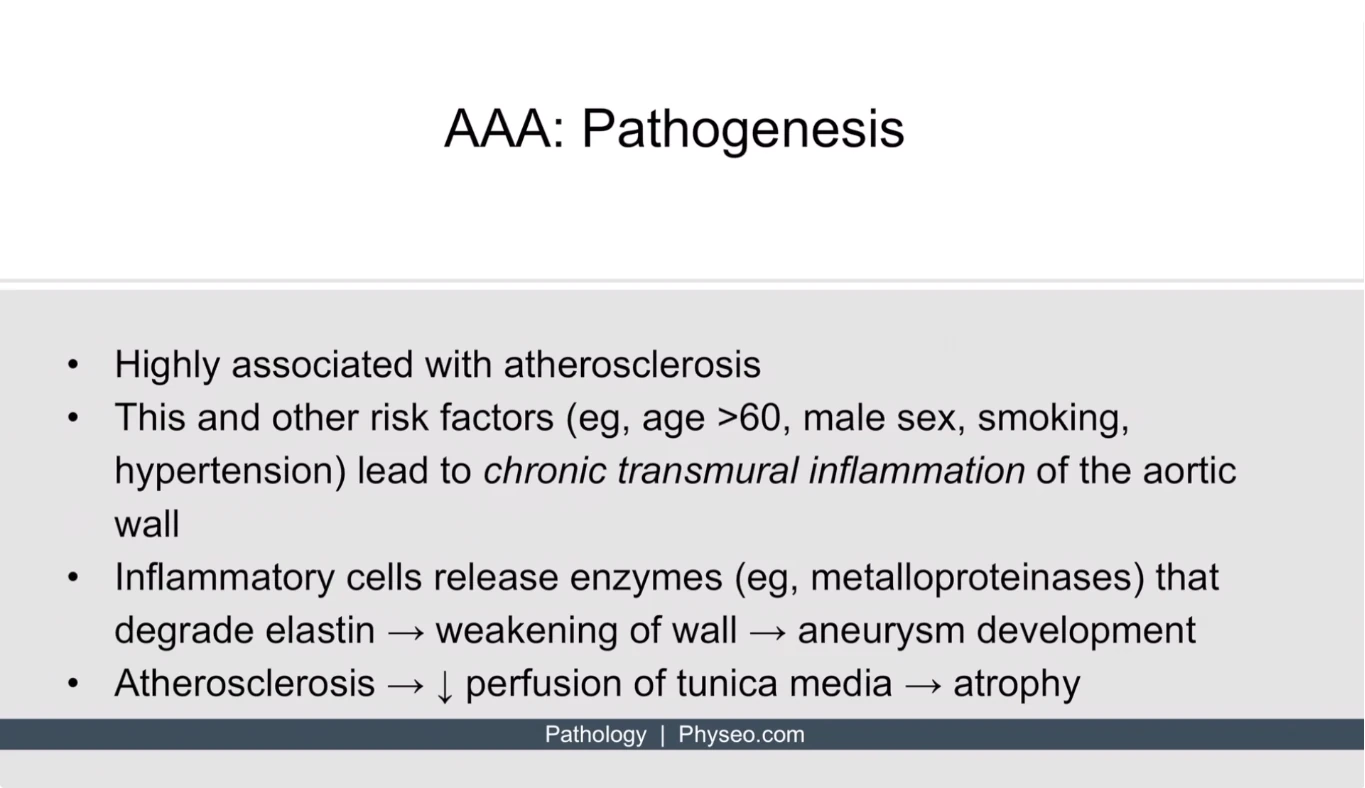 AAA: Pathogenesis
• Highly associated with atherosclerosis
• This and other risk factors (eg, age >60, male sex, smoking,
hypertension) lead to chronic transmural inflammation of the aortic
wall
• Inflammatory cells release enzymes (eg, metalloproteinases) that
degrade elastin → weakening of wall → aneurysm development
• Atherosclerosis → ↓ perfusion of tunica media → atrophy
Pathology | Physeo.com